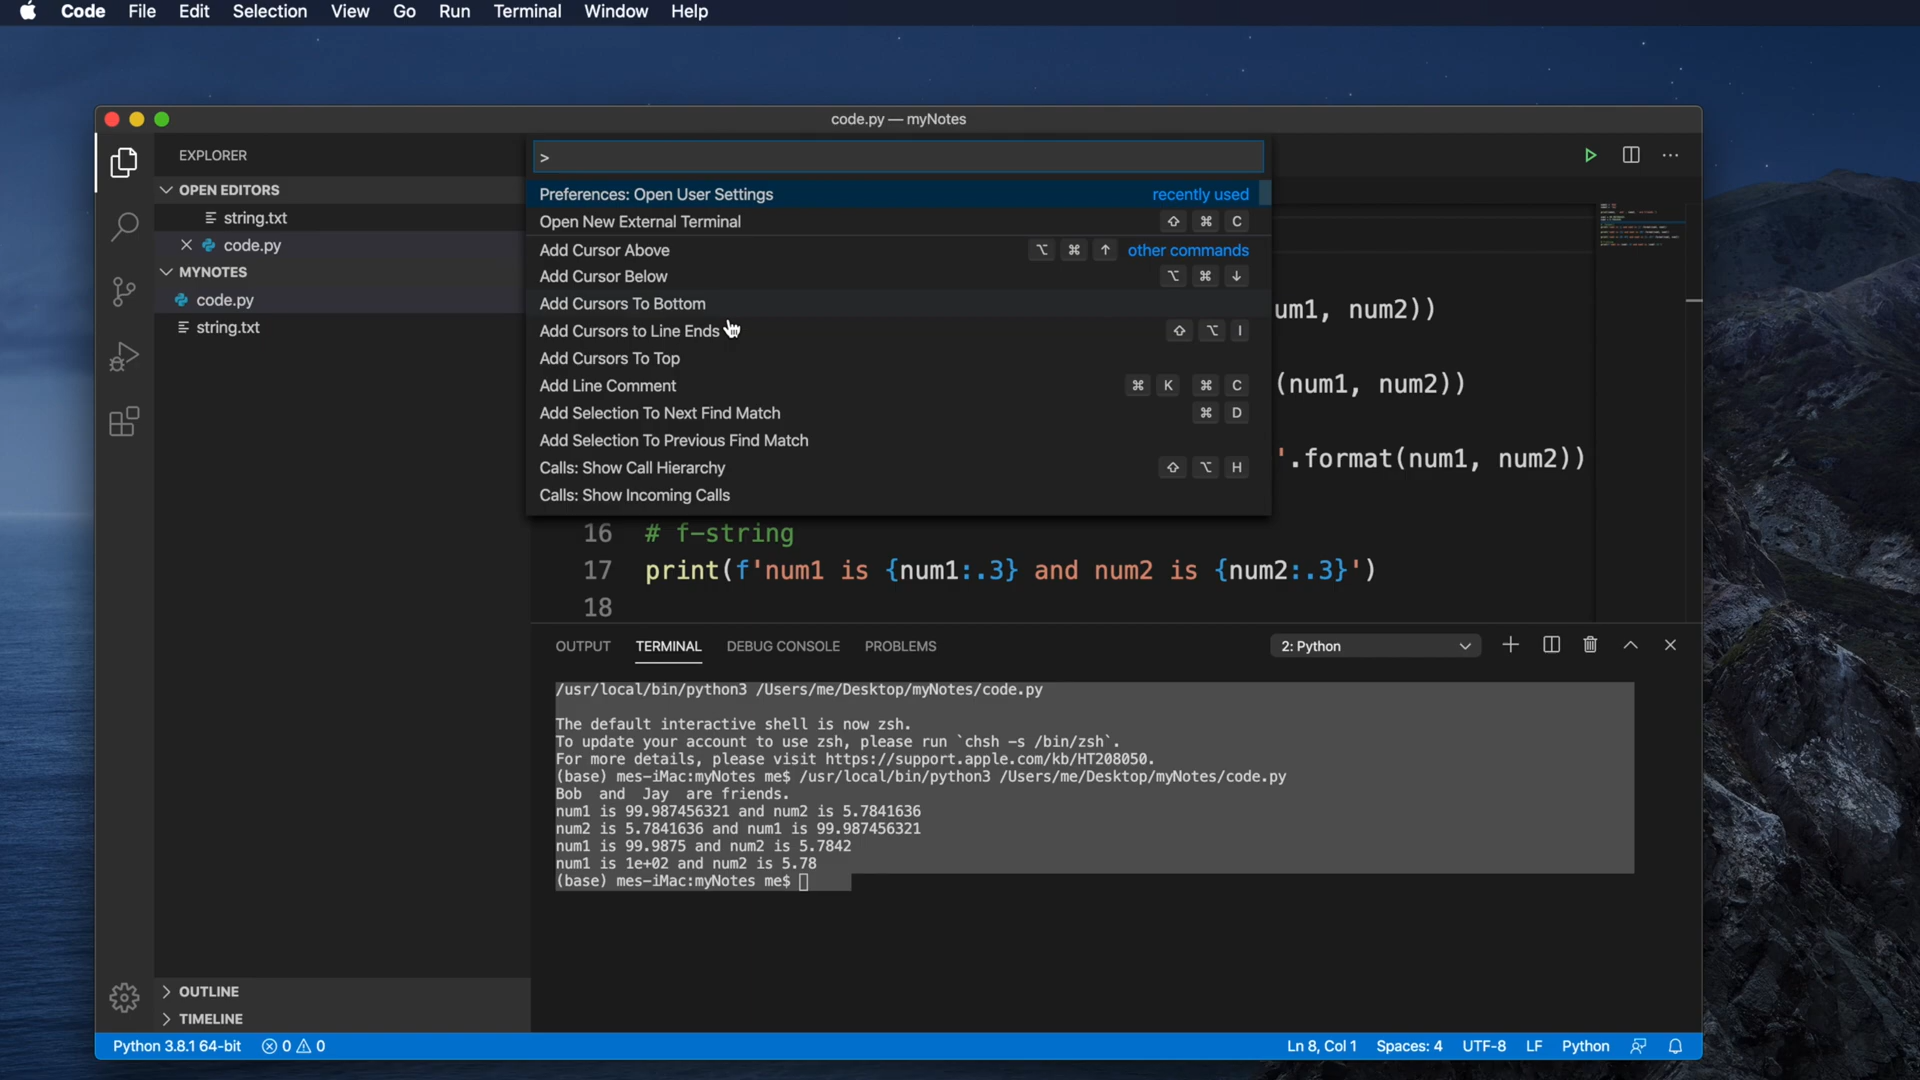 Code File Edit Selection View Go Run Terminal Window Help
code.py — myNotes
EXPLORER
OPEN EDITORS
string.txt
code.py
MYNOTES
code.py
string.txt
OUTLINE
TIMELINE
>
Preferences: Open User Settings recently used
Open New External Terminal ⇧ ⌘ C
Add Cursor Above ⌥ ⌘ ↑ other commands
Add Cursor Below ⌥ ⌘ ↓
Add Cursors To Bottom
Add Cursors to Line Ends ⇧ ⌥ I
Add Cursors To Top
Add Line Comment ⌘ K ⌘ C
Add Selection To Next Find Match ⌘ D
Add Selection To Previous Find Match
Calls: Show Call Hierarchy ⇧ ⌥ H
Calls: Show Incoming Calls
um1, num2))
(num1, num2))
'.format(num1, num2))
16 # f-string
17 print(f'num1 is {num1:.3} and num2 is {num2:.3}')
18
OUTPUT TERMINAL DEBUG CONSOLE PROBLEMS 2: Python
/usr/local/bin/python3 /Users/me/Desktop/myNotes/code.py
The default interactive shell is now zsh.
To update your account to use zsh, please run `chsh -s /bin/zsh`.
For more details, please visit https://support.apple.com/kb/HT208050.
(base) mes-iMac:myNotes me$ /usr/local/bin/python3 /Users/me/Desktop/myNotes/code.py
Bob  and  Jay  are friends.
num1 is 99.987456321 and num2 is 5.7841636
num2 is 5.7841636 and num1 is 99.987456321
num1 is 99.9875 and num2 is 5.7842
num1 is 1e+02 and num2 is 5.78
(base) mes-iMac:myNotes me$
Python 3.8.1 64-bit 0 0 Ln 8, Col 1 Spaces: 4 UTF-8 LF Python